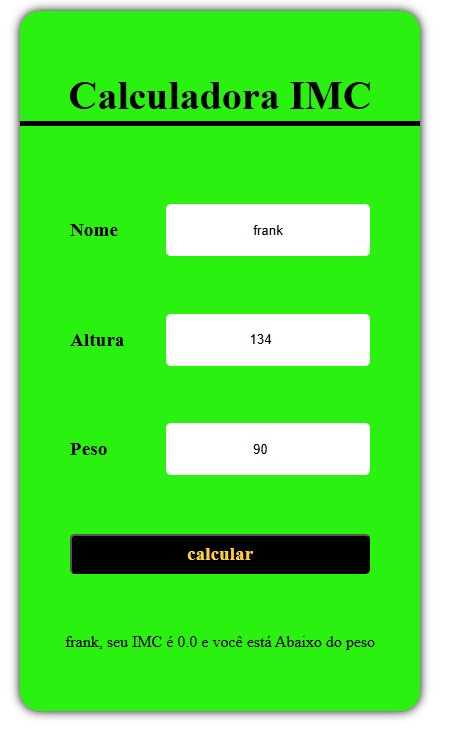 Calculadora IMC
Nome
frank
Altura
134
Peso
90
calcular
frank, seu IMC é 0.0 e você está Abaixo do peso